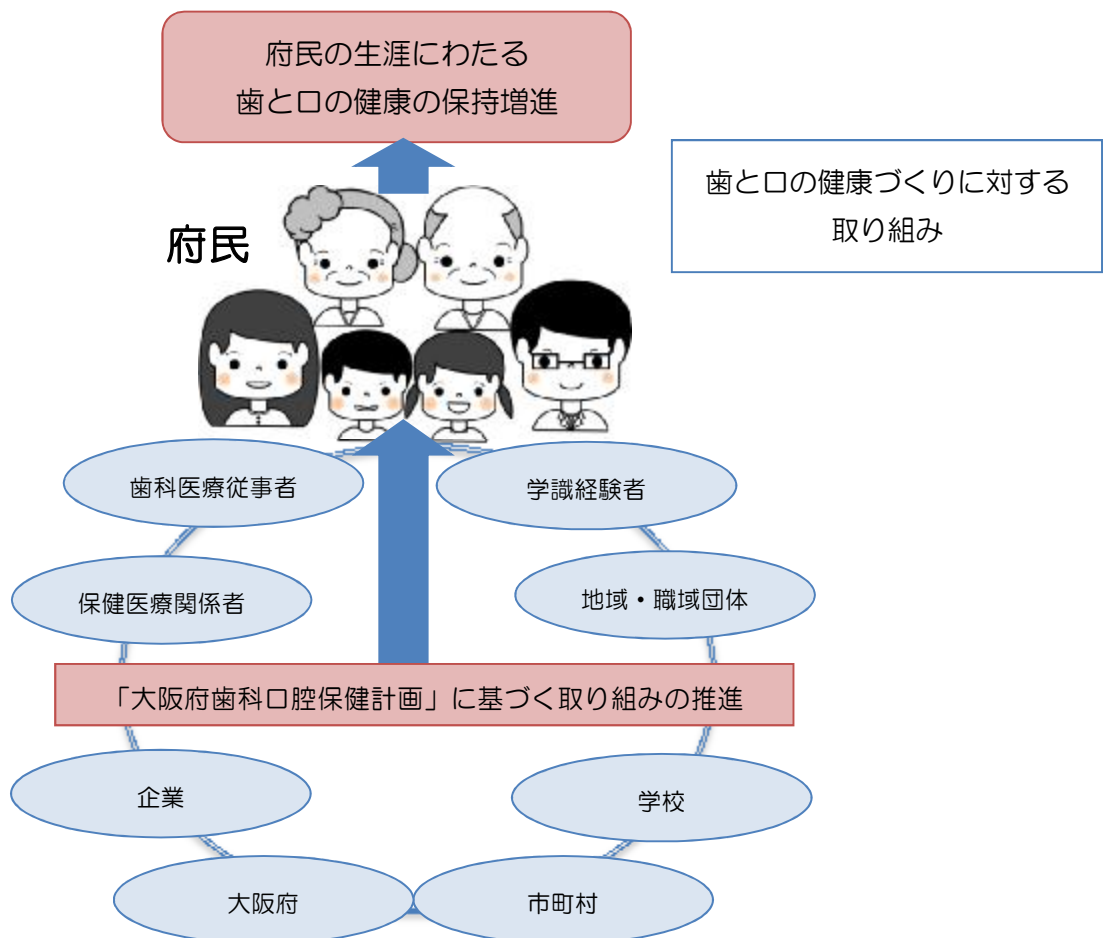 府民の生涯にわたる
歯と口の健康の保持増進
歯と口の健康づくりに対する
取り組み
府民
歯科医療従事者
学識経験者
保健医療関係者
地域・職域団体
「大阪府歯科口腔保健計画」に基づく取り組みの推進
企業
学校
大阪府
市町村